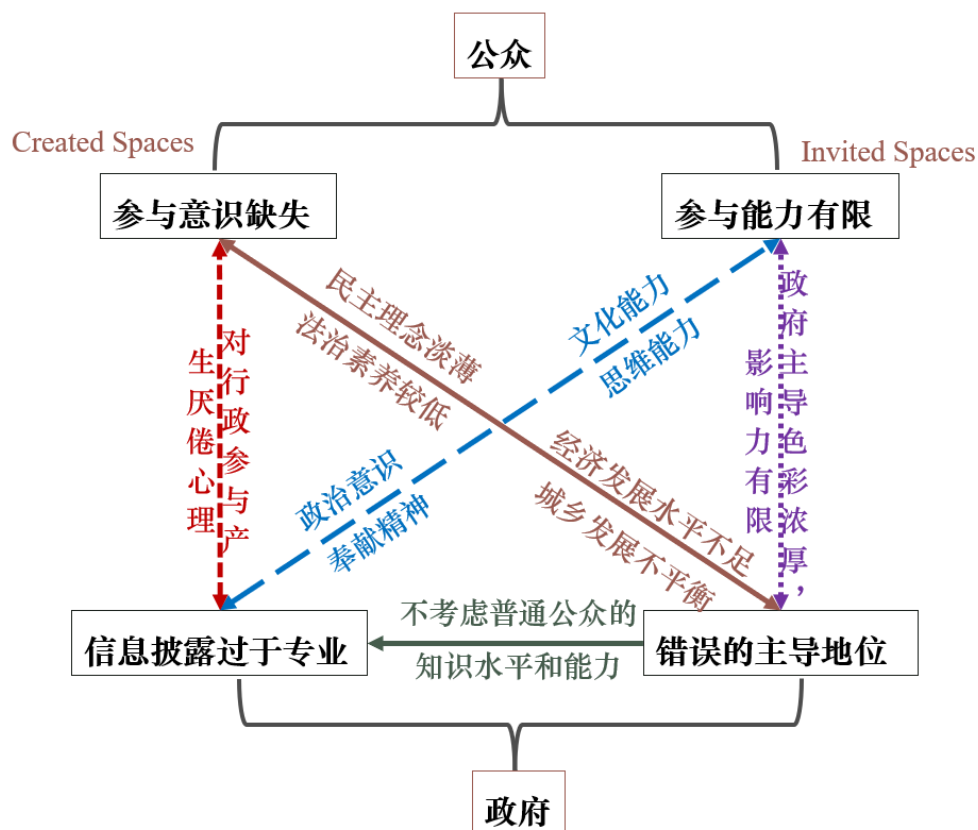 公众
Created Spaces
Invited Spaces
参与意识缺失
参与能力有限
民主理念淡薄
法治素养较低
文化能力
思维能力
对行政参与产
生厌倦心理
政府主导色彩浓厚，
影响力有限
政治意识
奉献精神
经济发展水平不足
城乡发展不平衡
信息披露过于专业
不考虑普通公众的
知识水平和能力
错误的主导地位
政府